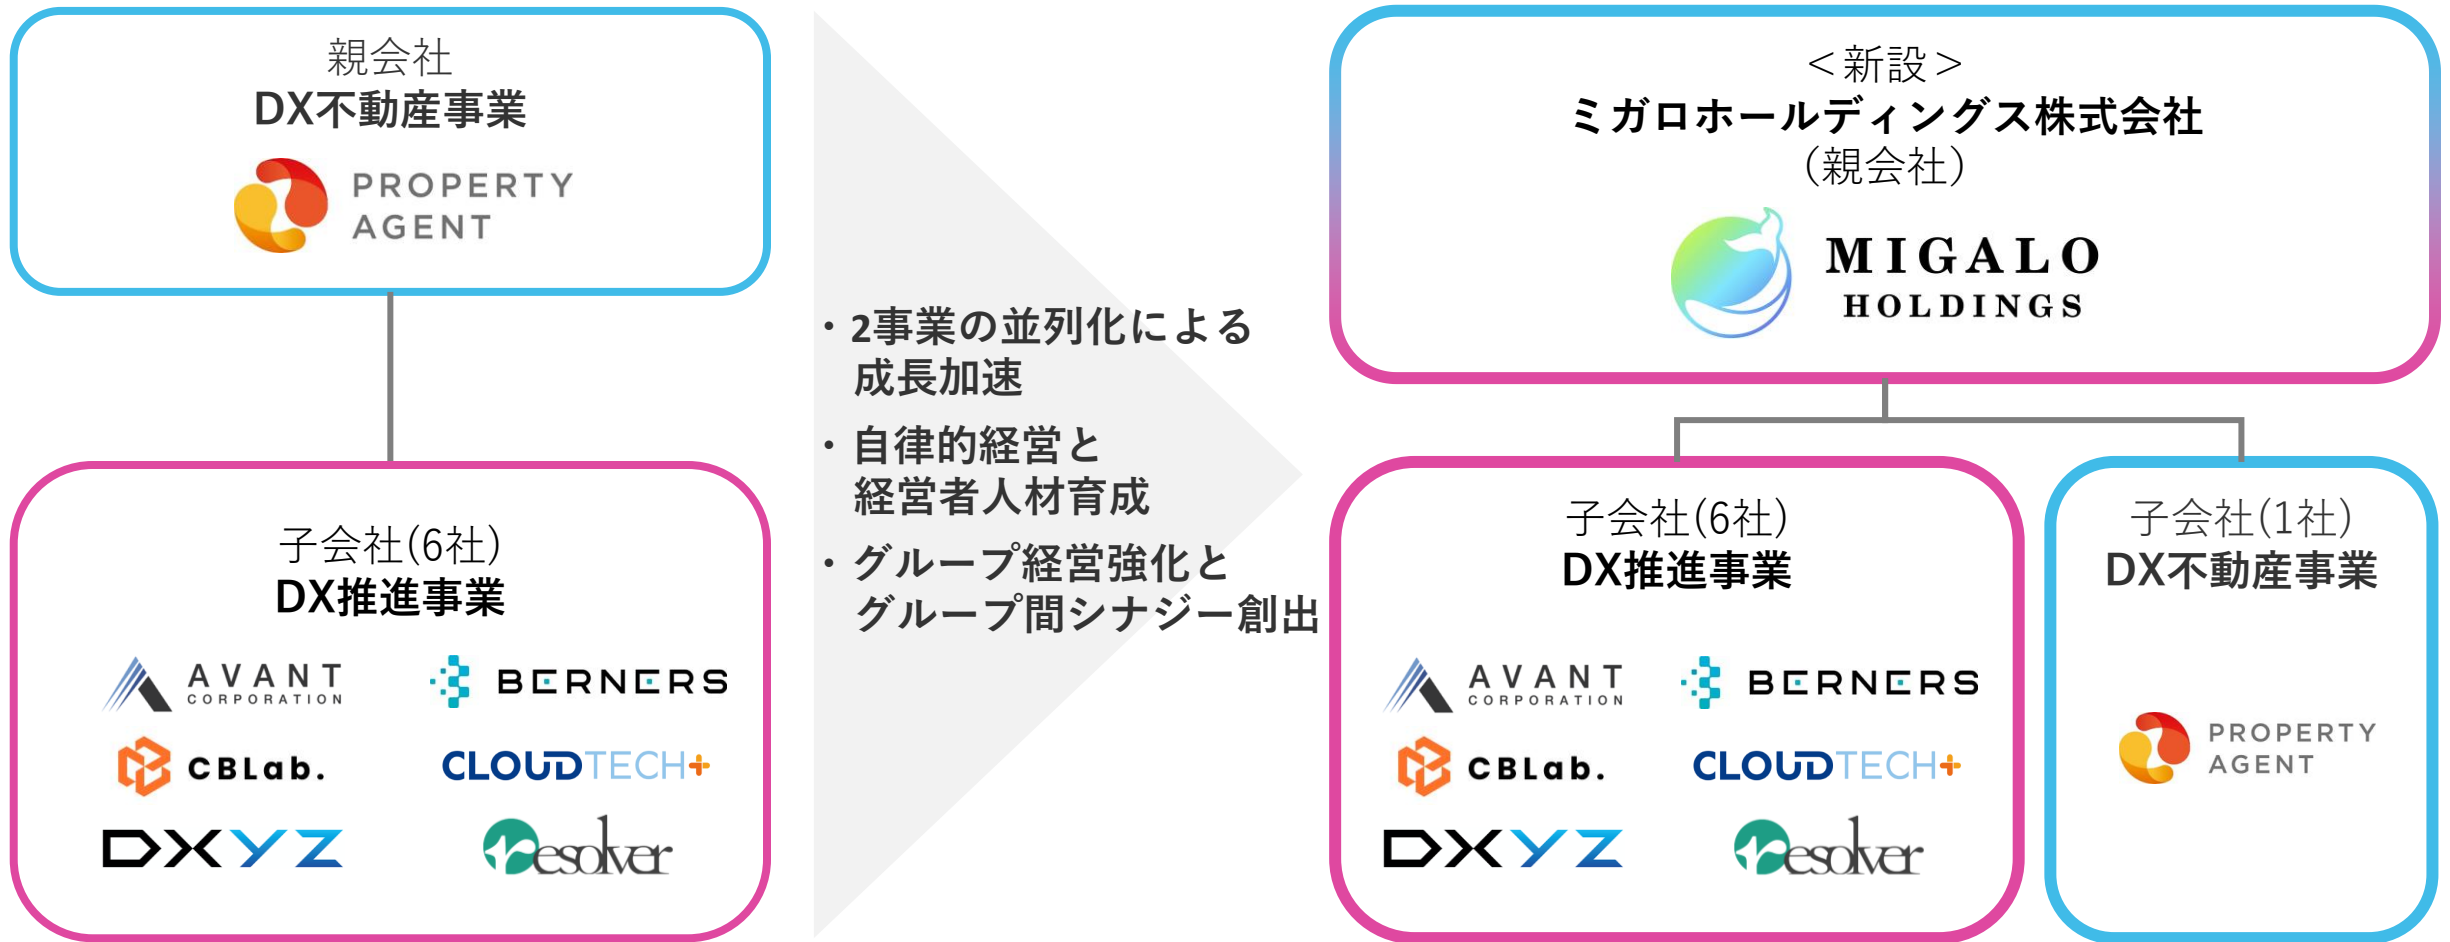 親会社
DX不動産事業
PROPERTY
AGENT
子会社(6社)
DX推進事業
AVANT
CORPORATION
BERNERS
CBLab.
CLOUDTECH+
DXYZ
resolver
・2事業の並列化による
成長加速
・自律的経営と
経営者人材育成
・グループ経営強化と
グループ間シナジー創出
＜新設＞
ミガロホールディングス株式会社
(親会社)
MIGALO
HOLDINGS
子会社(6社)
DX推進事業
AVANT
CORPORATION
BERNERS
CBLab.
CLOUDTECH+
DXYZ
resolver
子会社(1社)
DX不動産事業
PROPERTY
AGENT